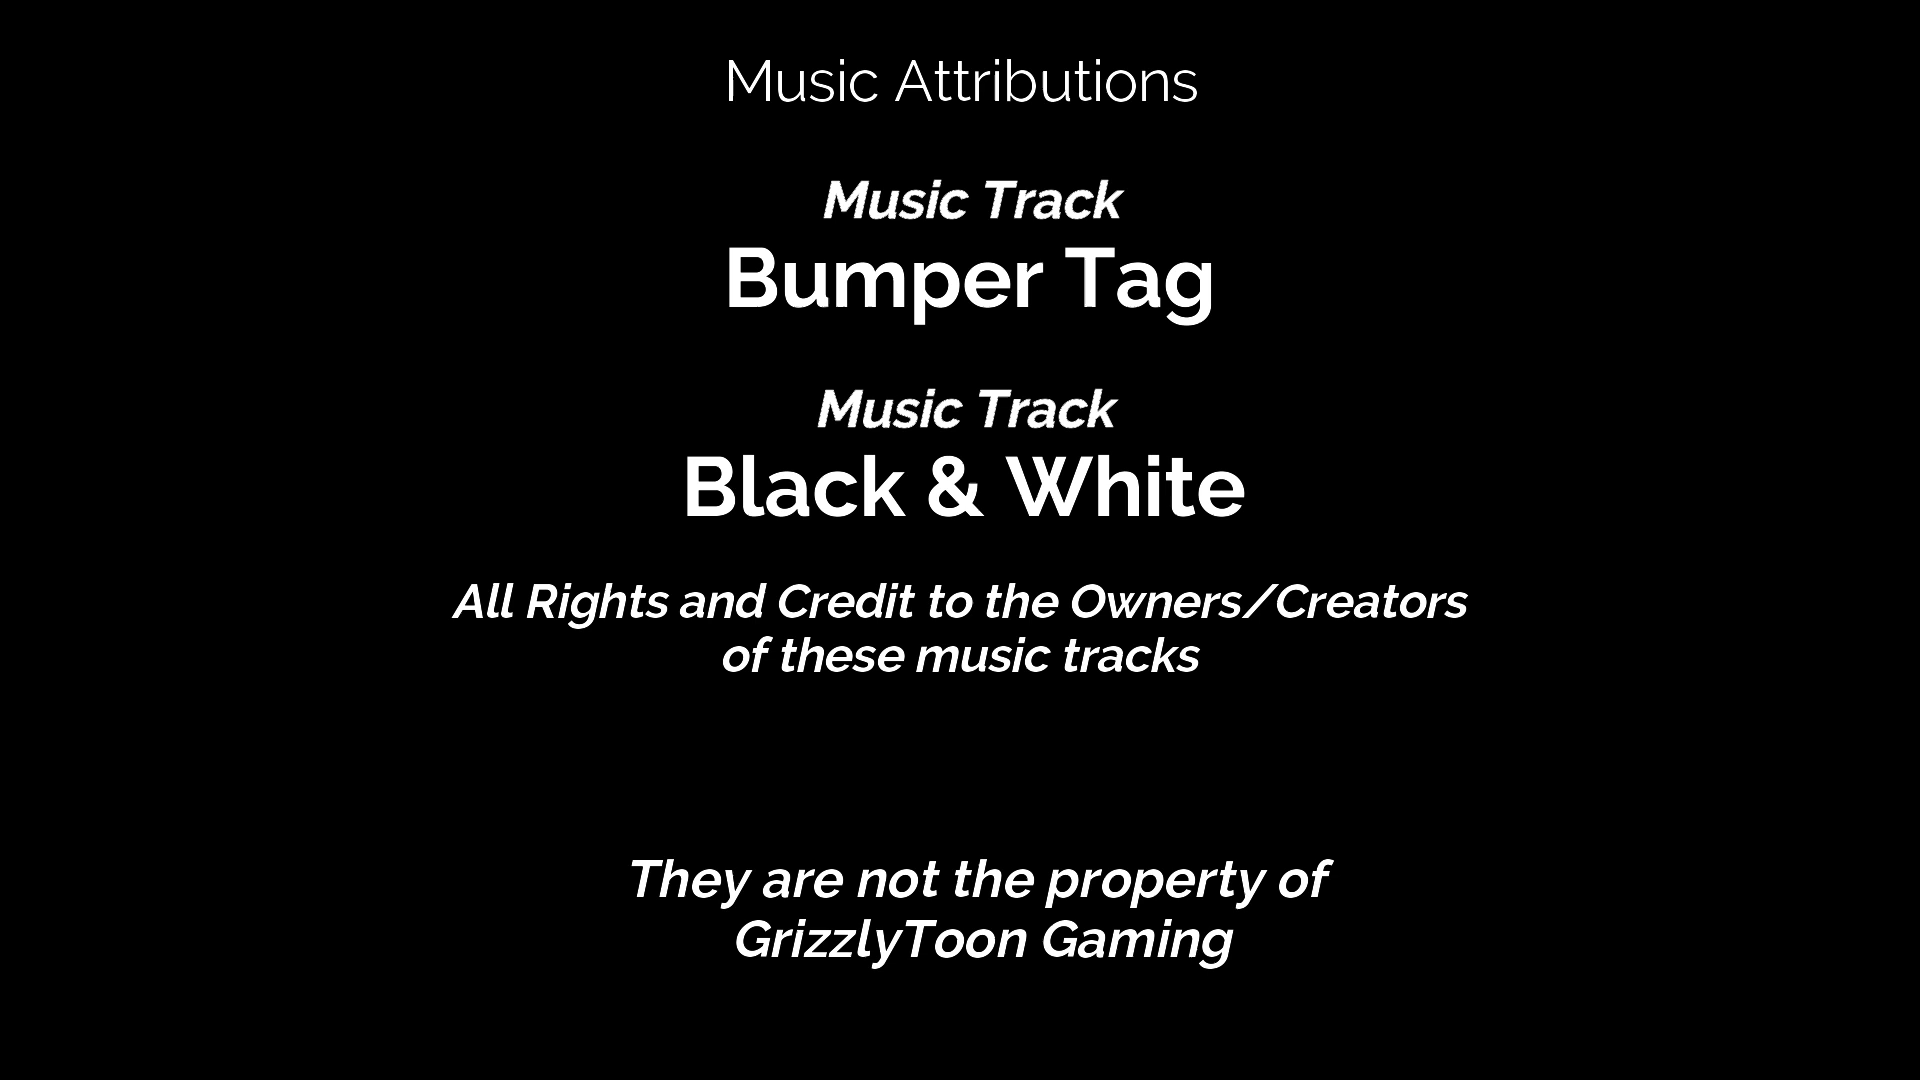 Music Attributions
Music Track
Bumper Tag
Music Track
Black & White
All Rights and Credit to the Owners/Creators
of these music tracks
They are not the property of
GrizzlyToon Gaming